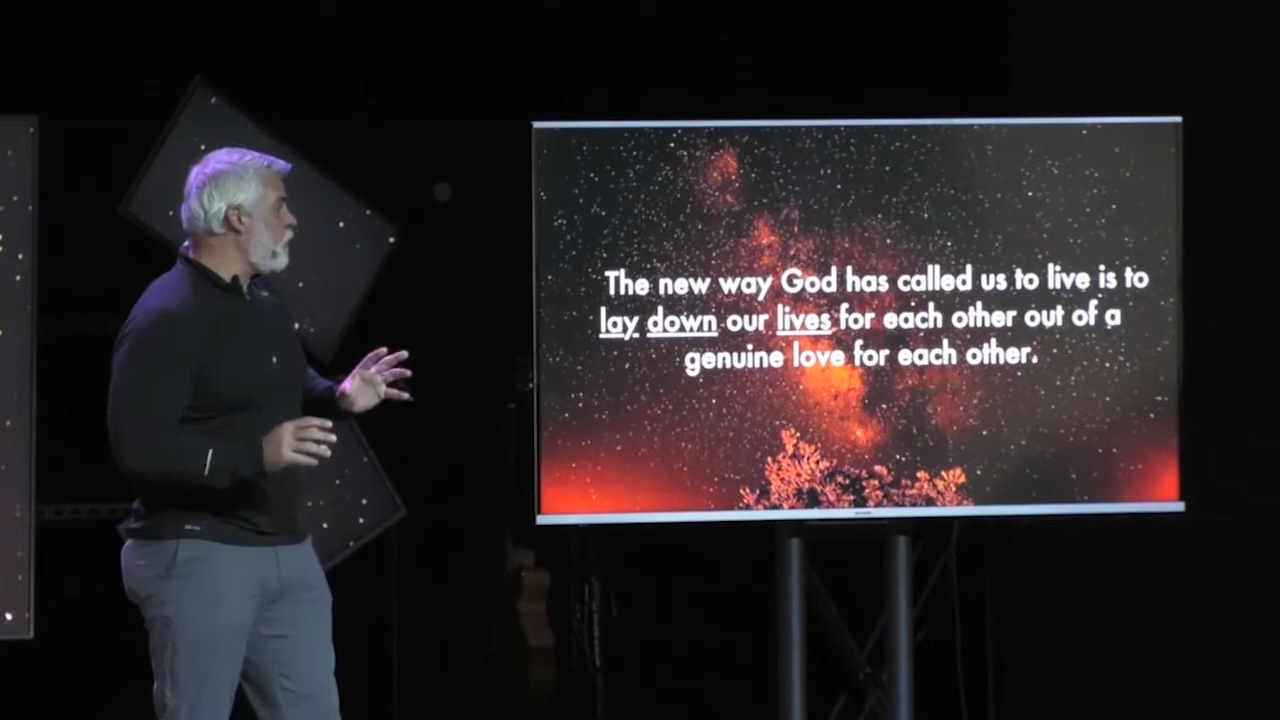 The new way God has called us to live is to
lay down our lives for each other out of a
genuine love for each other.